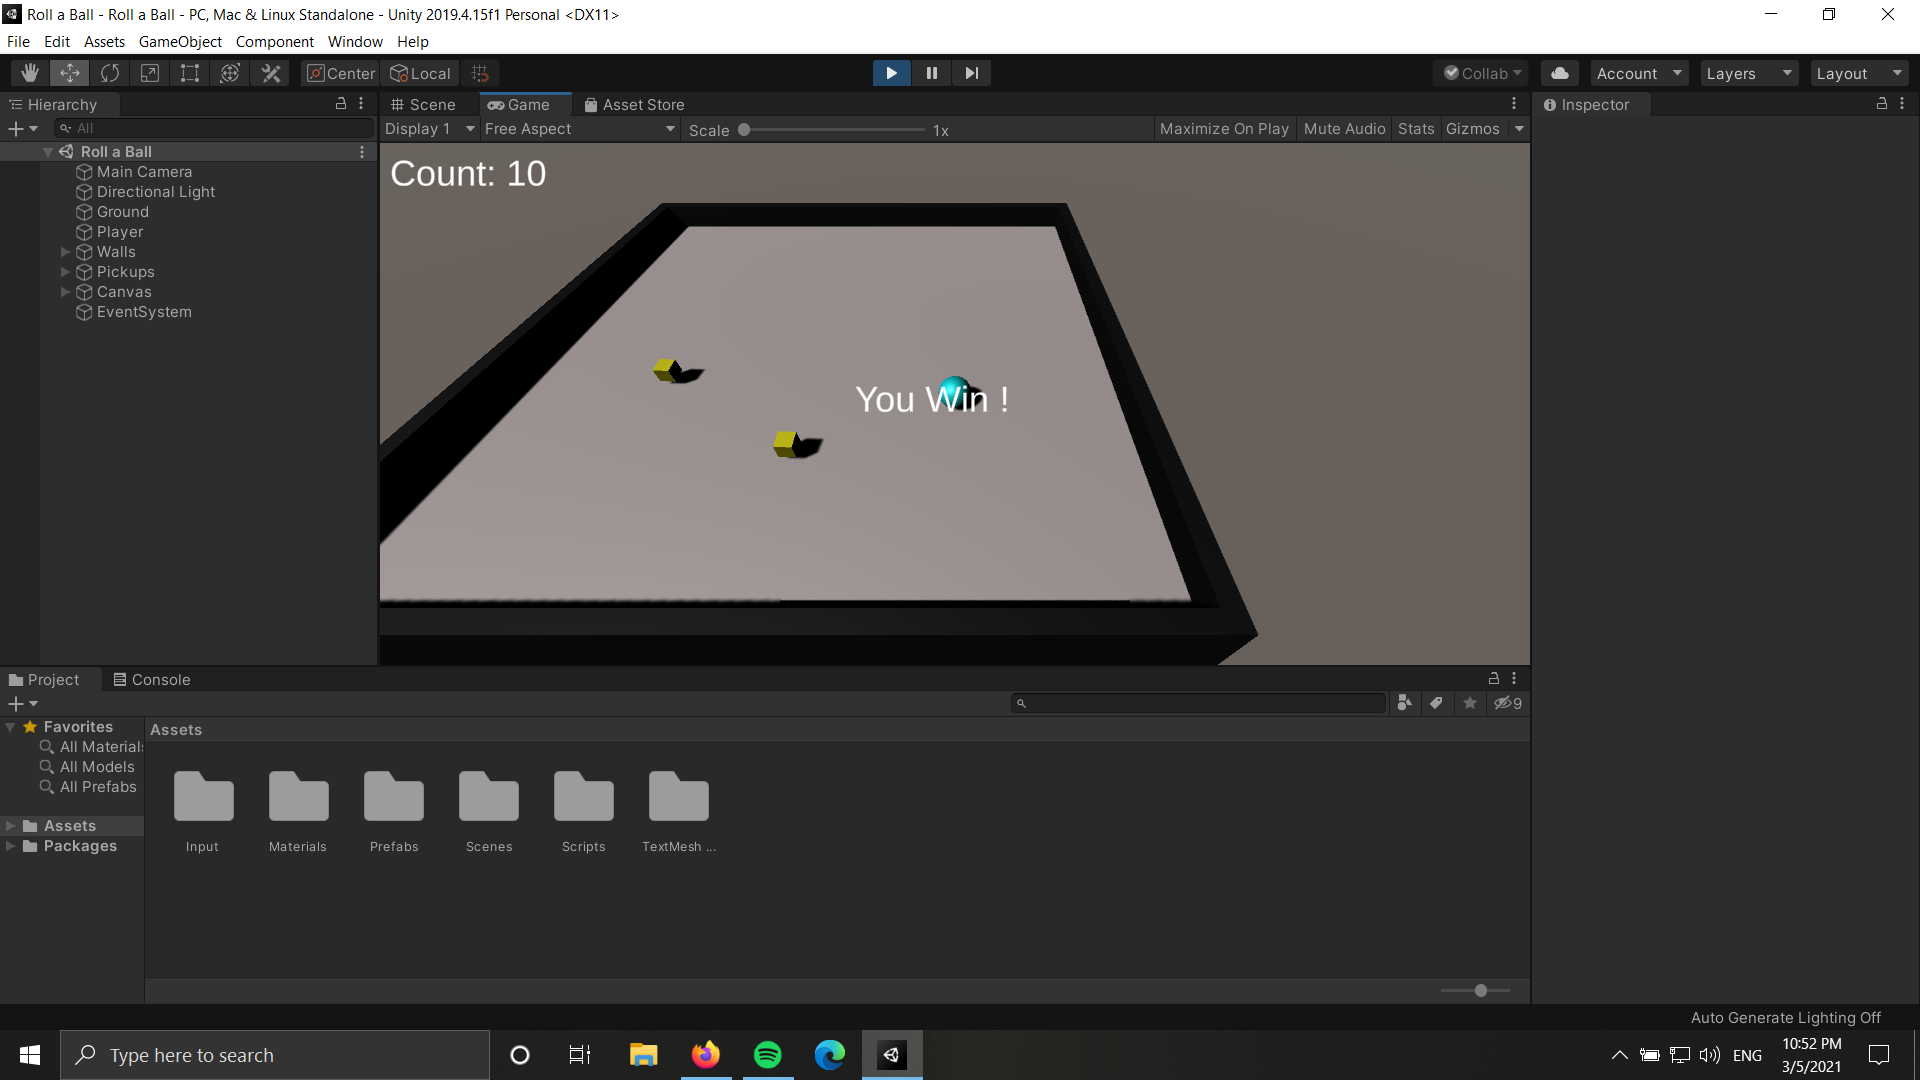 Roll a Ball - Roll a Ball - PC, Mac & Linux Standalone - Unity 2019.4.15f1 Personal <DX11>
File Edit Assets GameObject Component Window Help
Center Local Collab Account Layers Layout
Hierarchy
All
Roll a Ball
Main Camera
Directional Light
Ground
Player
Walls
Pickups
Canvas
EventSystem
Scene Game Asset Store
Display 1 Free Aspect Scale 1x Maximize On Play Mute Audio Stats Gizmos
Count: 10
You Win !
Inspector
Project Console
9
Favorites
All Materials
All Models
All Prefabs
Assets
Packages
Assets
Input Materials Prefabs Scenes Scripts TextMesh ...
Auto Generate Lighting Off
Type here to search
ENG
10:52 PM
3/5/2021